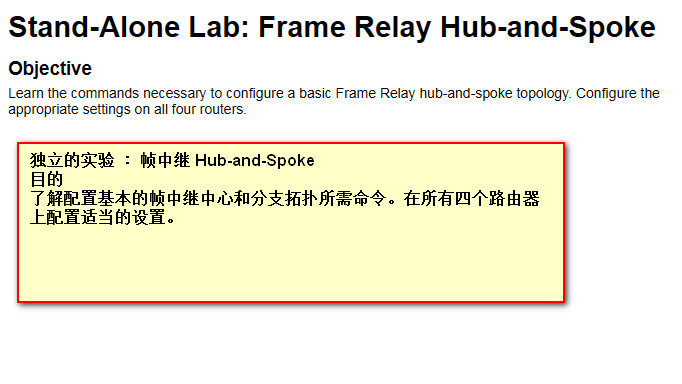 Stand-Alone Lab: Frame Relay Hub-and-Spoke
Objective
Learn the commands necessary to configure a basic Frame Relay hub-and-spoke topology. Configure the
appropriate settings on all four routers.
独立的实验 ： 帧中继 Hub-and-Spoke
目的
了解配置基本的帧中继中心和分支拓扑所需命令。在所有四个路由器
上配置适当的设置。